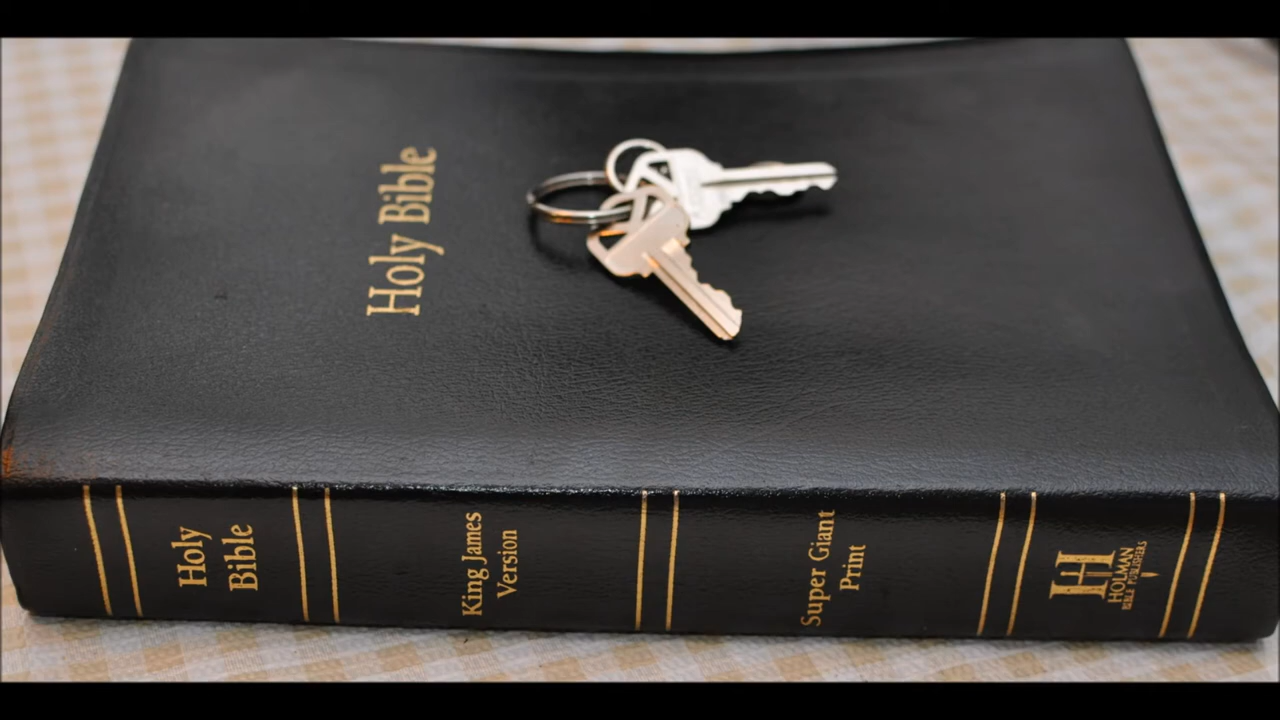 Holy Bible
Holy
Bible
King James
Version
Super Giant
Print
HOLMAN
BIBLE PUBLISHERS